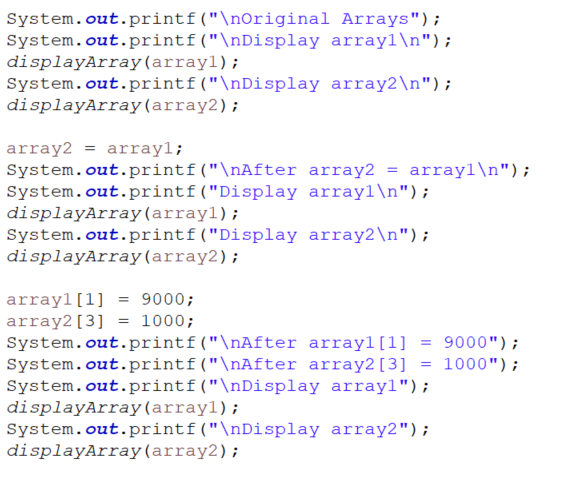 System.out.printf("\nOriginal Arrays");
System.out.printf("\nDisplay array1\n");
displayArray(array1);
System.out.printf("\nDisplay array2\n");
displayArray(array2);
array2 = array1;
System.out.printf("\nAfter array2 = array1\n");
System.out.printf("Display array1\n");
displayArray(array1);
System.out.printf("Display array2\n");
displayArray(array2);
array1[1] = 9000;
array2[3] = 1000;
System.out.printf("\nAfter array1[1] = 9000");
System.out.printf("\nAfter array2[3] = 1000");
System.out.printf("\nDisplay array1");
displayArray(array1);
System.out.printf("\nDisplay array2");
displayArray(array2);